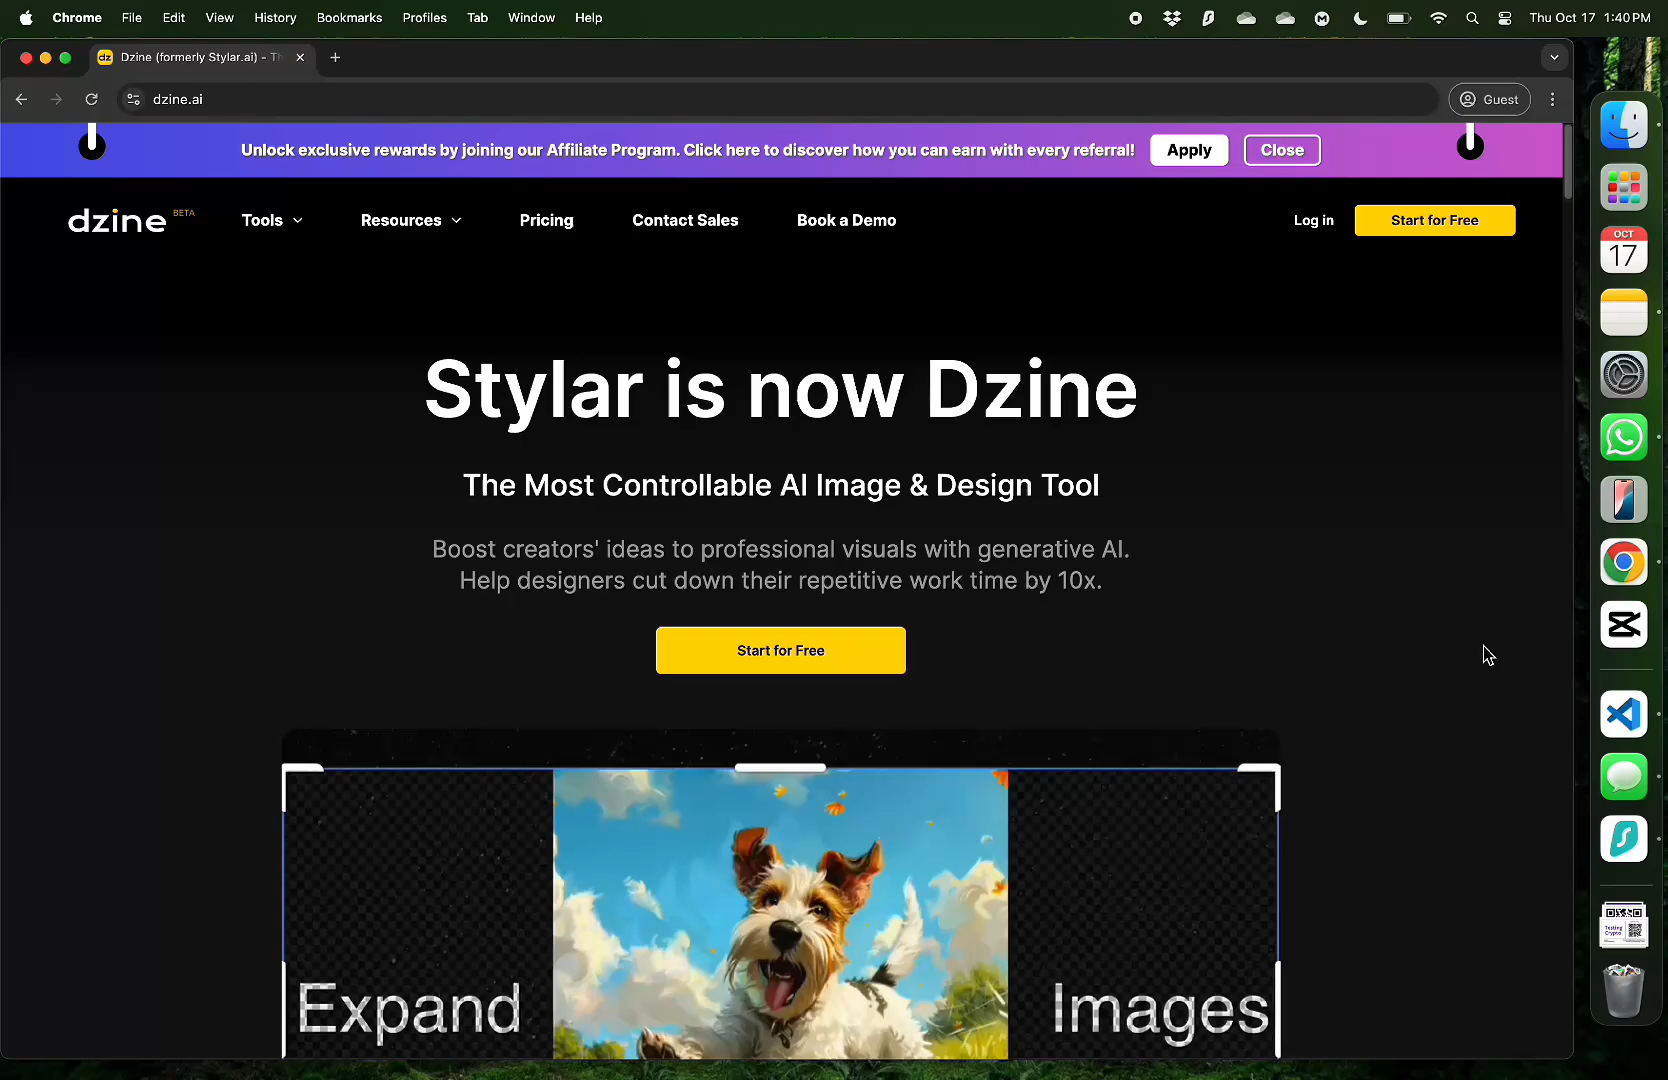 Chrome File Edit View History Bookmarks Profiles Tab Window Help
Thu Oct 17 1:40 PM
dz Dzine (formerly Stylar.ai) - Th
dzine.ai
Guest
Unlock exclusive rewards by joining our Affiliate Program. Click here to discover how you can earn with every referral!
Apply
Close
dzine BETA
Tools
Resources
Pricing
Contact Sales
Book a Demo
Log in
Start for Free
Stylar is now Dzine
The Most Controllable AI Image & Design Tool
Boost creators' ideas to professional visuals with generative AI.
Help designers cut down their repetitive work time by 10x.
Start for Free
Expand
Images
OCT
17
Testing
Crypto